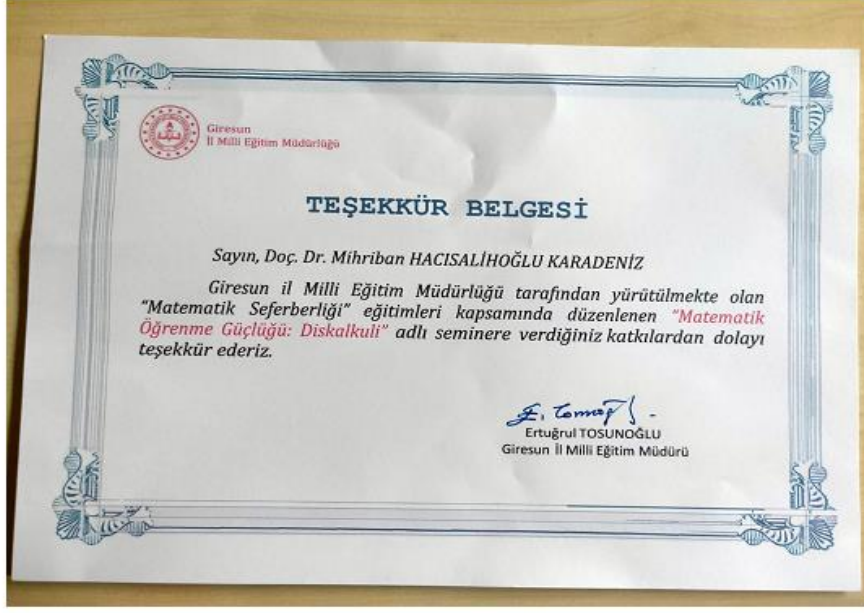 Giresun
İl Milli Eğitim Müdürlüğü
TEŞEKKÜR BELGESİ
Sayın, Doç. Dr. Mihriban HACISALİHOĞLU KARADENİZ
Giresun il Milli Eğitim Müdürlüğü tarafından yürütülmekte olan
"Matematik Seferberliği" eğitimleri kapsamında düzenlenen "Matematik
Öğrenme Güçlüğü: Diskalkuli" adlı seminere verdiğiniz katkılardan dolayı
teşekkür ederiz.
Ertuğrul TOSUNOĞLU
Giresun İl Milli Eğitim Müdürü